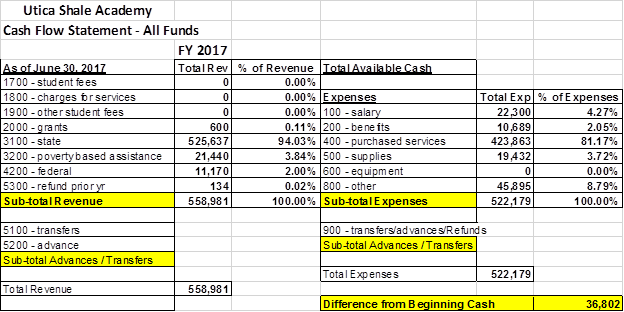 Utica Shale Academy
Cash Flow Statement - All Funds
FY 2017
As of June 30, 2017 Total Rev % of Revenue Total Available Cash
1700 - student fees 0 0.00%
1800 - charges for services 0 0.00% Expenses Total Exp % of Expenses
1900 - other student fees 0 0.00% 100 - salary 22,300 4.27%
2000 - grants 600 0.11% 200 - benefits 10,689 2.05%
3100 - state 525,637 94.03% 400 - purchased services 423,863 81.17%
3200 - poverty based assistance 21,440 3.84% 500 - supplies 19,432 3.72%
4200 - federal 11,170 2.00% 600 - equipment 0 0.00%
5300 - refund prior yr 134 0.02% 800 - other 45,895 8.79%
Sub-total Revenue 558,981 100.00% Sub-total Expenses 522,179 100.00%
5100 - transfers 900 - transfers/advances/Refunds
5200 - advance Sub-total Advances / Transfers
Sub-total Advances / Transfers
Total Expenses 522,179
Total Revenue 558,981
Difference from Beginning Cash 36,802